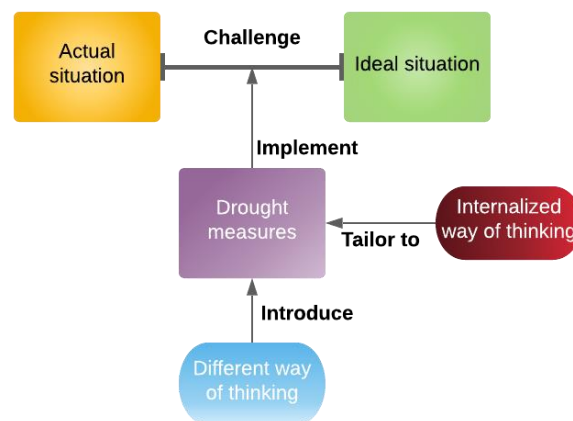 Actual
situation
Challenge
Ideal situation
Implement
Drought
measures
Tailor to
Internalized
way of thinking
Introduce
Different way
of thinking